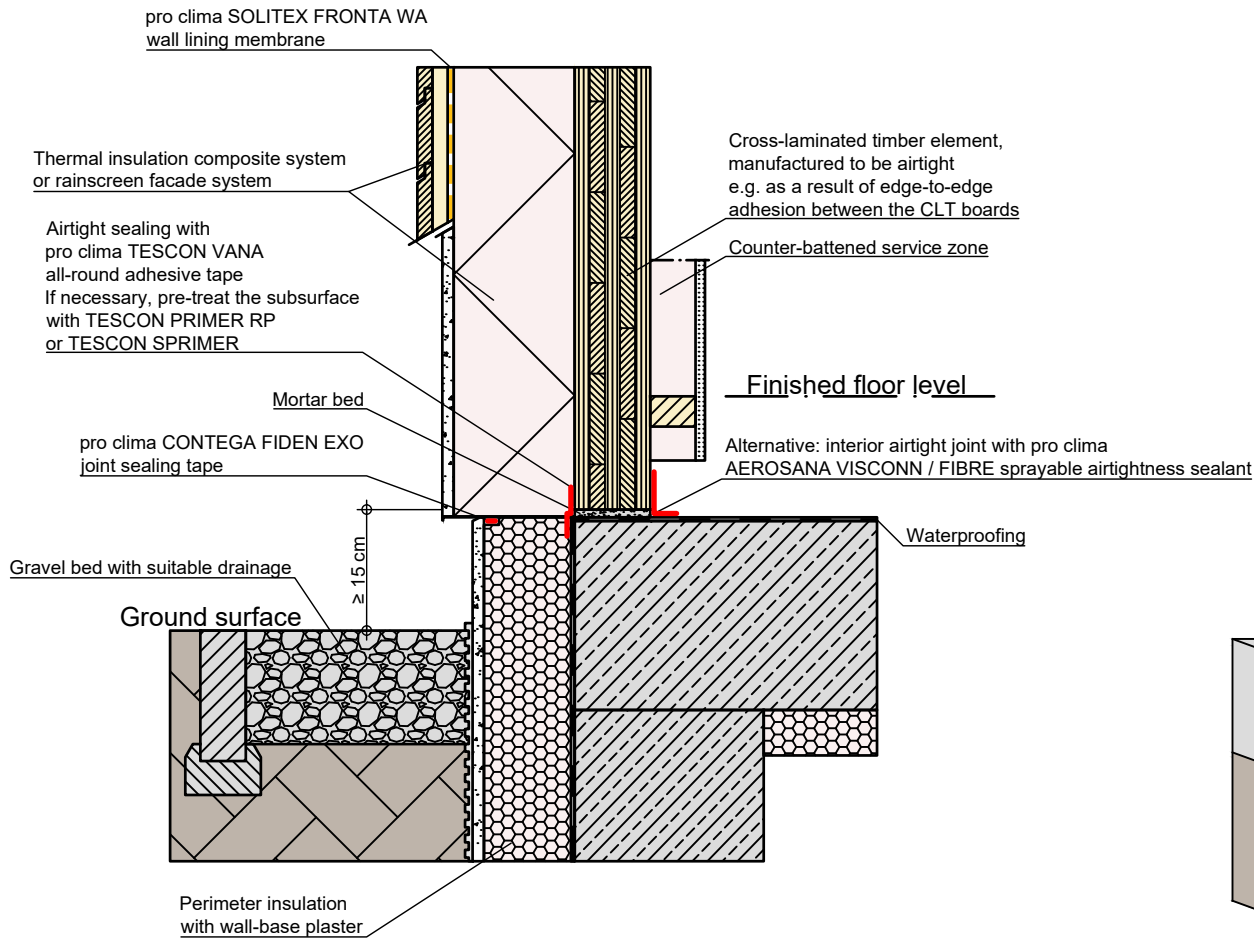 pro clima SOLITEX FRONTA WA
wall lining membrane
Thermal insulation composite system
or rainscreen facade system
Airtight sealing with
pro clima TESCON VANA
all-round adhesive tape
If necessary, pre-treat the subsurface
with TESCON PRIMER RP
or TESCON SPRIMER
Mortar bed
pro clima CONTEGA FIDEN EXO
joint sealing tape
≥ 15 cm
Gravel bed with suitable drainage
Ground surface
Perimeter insulation
with wall-base plaster
Cross-laminated timber element,
manufactured to be airtight
e.g. as a result of edge-to-edge
adhesion between the CLT boards
Counter-battened service zone
Finished floor level
Alternative: interior airtight joint with pro clima
AEROSANA VISCONN / FIBRE sprayable airtightness sealant
Waterproofing